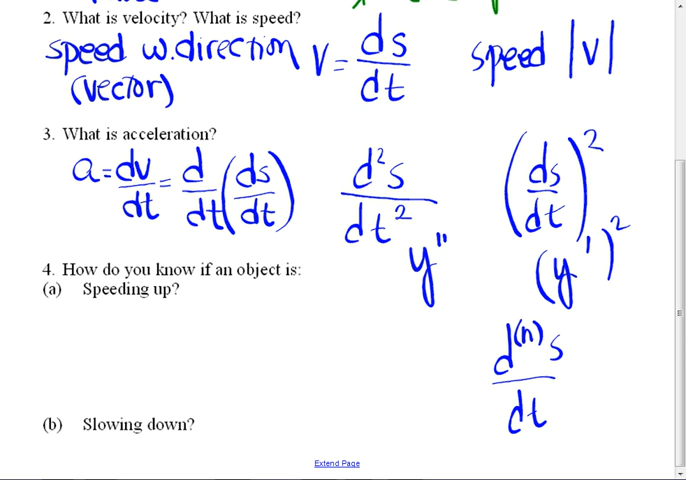 2. What is velocity? What is speed?
speed w. direction v = ds/dt speed |v|
(vector)
3. What is acceleration?
a = dv/dt = d/dt (ds/dt) d²s/dt² (ds/dt)²
y" (y')²
4. How do you know if an object is:
(a) Speeding up?
d⁽ⁿ⁾s/dt
(b) Slowing down?
Extend Page